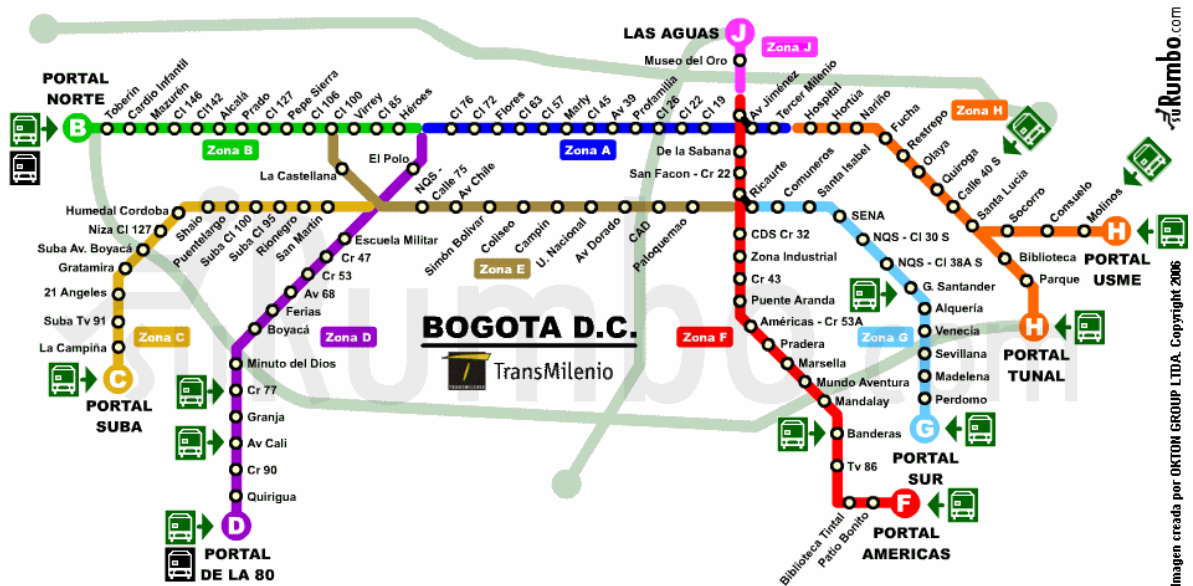 LAS AGUAS
J
Zona J
Museo del Oro
Rumbo.com
PORTAL
NORTE
B
Toberin
Cardio Infantil
Mazurén
Cl 146
Cl142
Alcalá
Prado
Cl 127
Pepe Sierra
Cl 106
Cl 100
Virrey
Cl 85
Héroes
Zona B
Cl 76
Cl 72
Flores
Cl 63
Cl 57
Marly
Cl 45
Av 39
Profamilia
Cl 26
Cl 22
Cl 19
Zona A
Av Jiménez
Tercer Milenio
Hospital
Hortúa
Nariño
Zona H
Fucha
Restrepo
Olaya
Quiroga
Calle 40 S
Santa Lucia
Socorro
Consuelo
Molinos
H
PORTAL
USME
Biblioteca
Parque
H
PORTAL
TUNAL
El Polo
La Castellana
NQS -
Calle 75
Av Chile
Simón Bolívar
Coliseo
Campin
U. Nacional
Av Dorado
CAD
Paloquemao
Zona E
De la Sabana
San Facon - Cr 22
Ricaurte
Comuneros
Santa Isabel
SENA
NQS - Cl 30 S
NQS - Cl 38A S
G. Santander
Alquería
Venecia
Sevillana
Madelena
Perdomo
Zona G
G
PORTAL
SUR
CDS Cr 32
Zona Industrial
Cr 43
Puente Aranda
Américas - Cr 53A
Pradera
Marsella
Mundo Aventura
Mandalay
Banderas
Tv 86
Biblioteca Tintal
Patio Bonito
Zona F
F
PORTAL
AMERICAS
Humedal Cordoba
Niza Cl 127
Suba Av. Boyacá
Gratamira
21 Angeles
Suba Tv 91
La Campiña
Shaio
Puentelargo
Suba Cl 100
Suba Cl 95
Rionegro
San Martín
Zona C
C
PORTAL
SUBA
Escuela Militar
Cr 47
Cr 53
Av 68
Ferias
Boyacá
Minuto del Dios
Cr 77
Granja
Av Cali
Cr 90
Quirigua
Zona D
D
PORTAL
DE LA 80
BOGOTA D.C.
TRANSMILENIO
TransMilenio
Rumbo.com
Imagen creada por OKTON GROUP LTDA. Copyright 2006